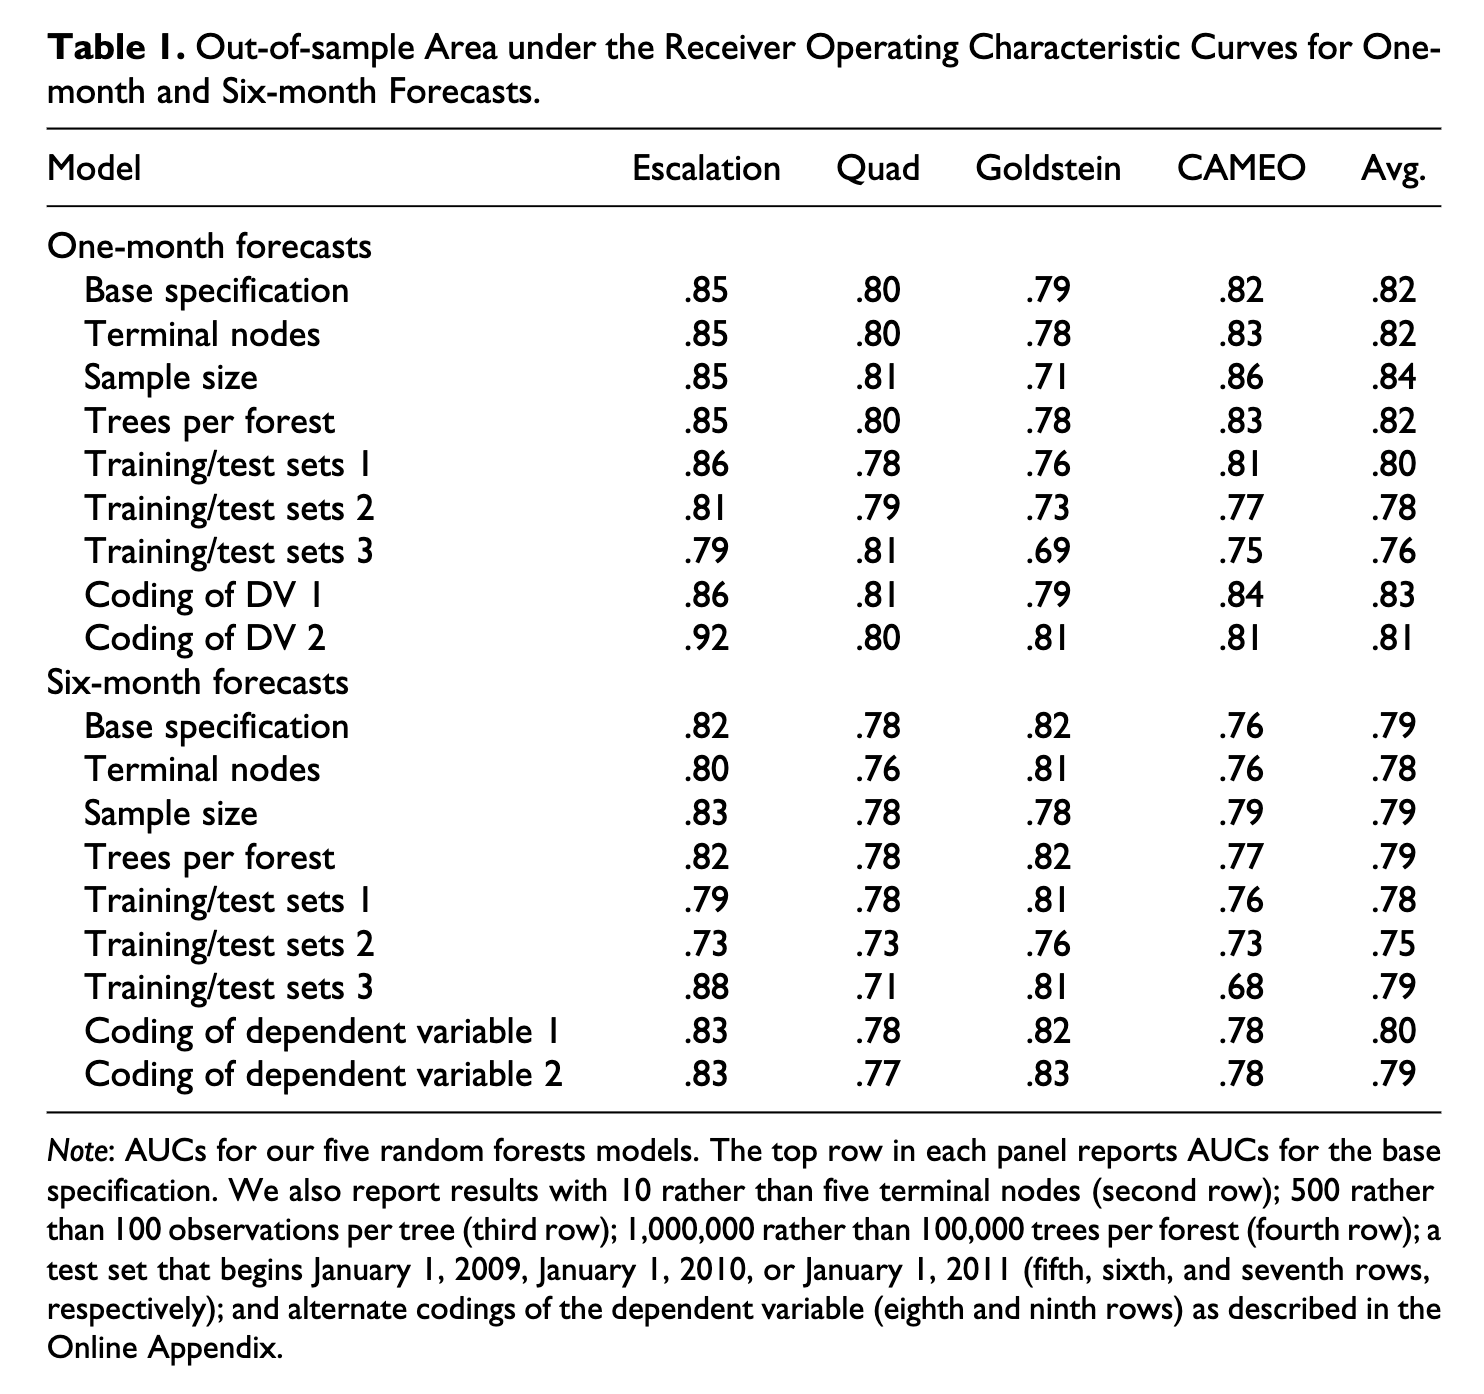 Table 1. Out-of-sample Area under the Receiver Operating Characteristic Curves for One-
month and Six-month Forecasts.
Model Escalation Quad Goldstein CAMEO Avg.
One-month forecasts
Base specification .85 .80 .79 .82 .82
Terminal nodes .85 .80 .78 .83 .82
Sample size .85 .81 .71 .86 .84
Trees per forest .85 .80 .78 .83 .82
Training/test sets 1 .86 .78 .76 .81 .80
Training/test sets 2 .81 .79 .73 .77 .78
Training/test sets 3 .79 .81 .69 .75 .76
Coding of DV 1 .86 .81 .79 .84 .83
Coding of DV 2 .92 .80 .81 .81 .81
Six-month forecasts
Base specification .82 .78 .82 .76 .79
Terminal nodes .80 .76 .81 .76 .78
Sample size .83 .78 .78 .79 .79
Trees per forest .82 .78 .82 .77 .79
Training/test sets 1 .79 .78 .81 .76 .78
Training/test sets 2 .73 .73 .76 .73 .75
Training/test sets 3 .88 .71 .81 .68 .79
Coding of dependent variable 1 .83 .78 .82 .78 .80
Coding of dependent variable 2 .83 .77 .83 .78 .79
Note: AUCs for our five random forests models. The top row in each panel reports AUCs for the base
specification. We also report results with 10 rather than five terminal nodes (second row); 500 rather
than 100 observations per tree (third row); 1,000,000 rather than 100,000 trees per forest (fourth row); a
test set that begins January 1, 2009, January 1, 2010, or January 1, 2011 (fifth, sixth, and seventh rows,
respectively); and alternate codings of the dependent variable (eighth and ninth rows) as described in the
Online Appendix.